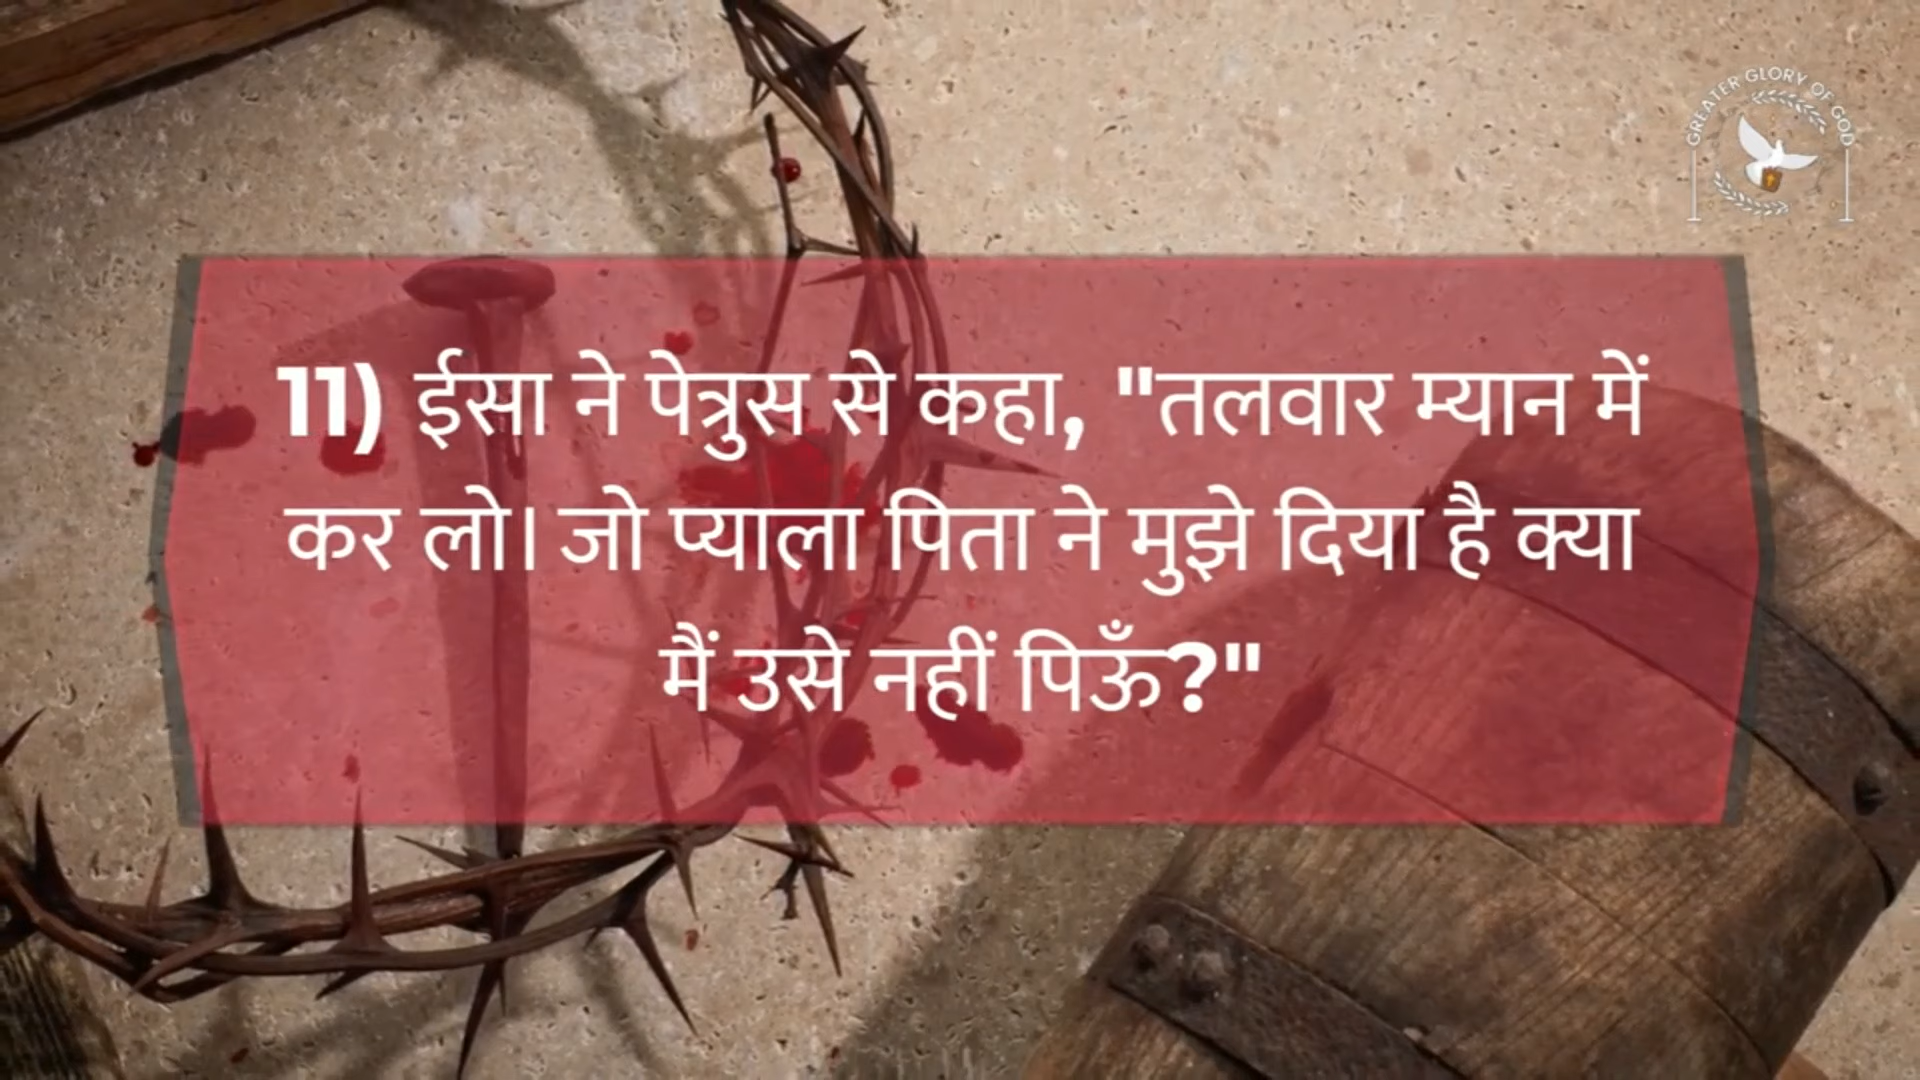 GREATER GLORY OF GOD
11) ईसा ने पेत्रुस से कहा, "तलवार म्यान में
कर लो। जो प्याला पिता ने मुझे दिया है क्या
मैं उसे नहीं पिऊँ?"